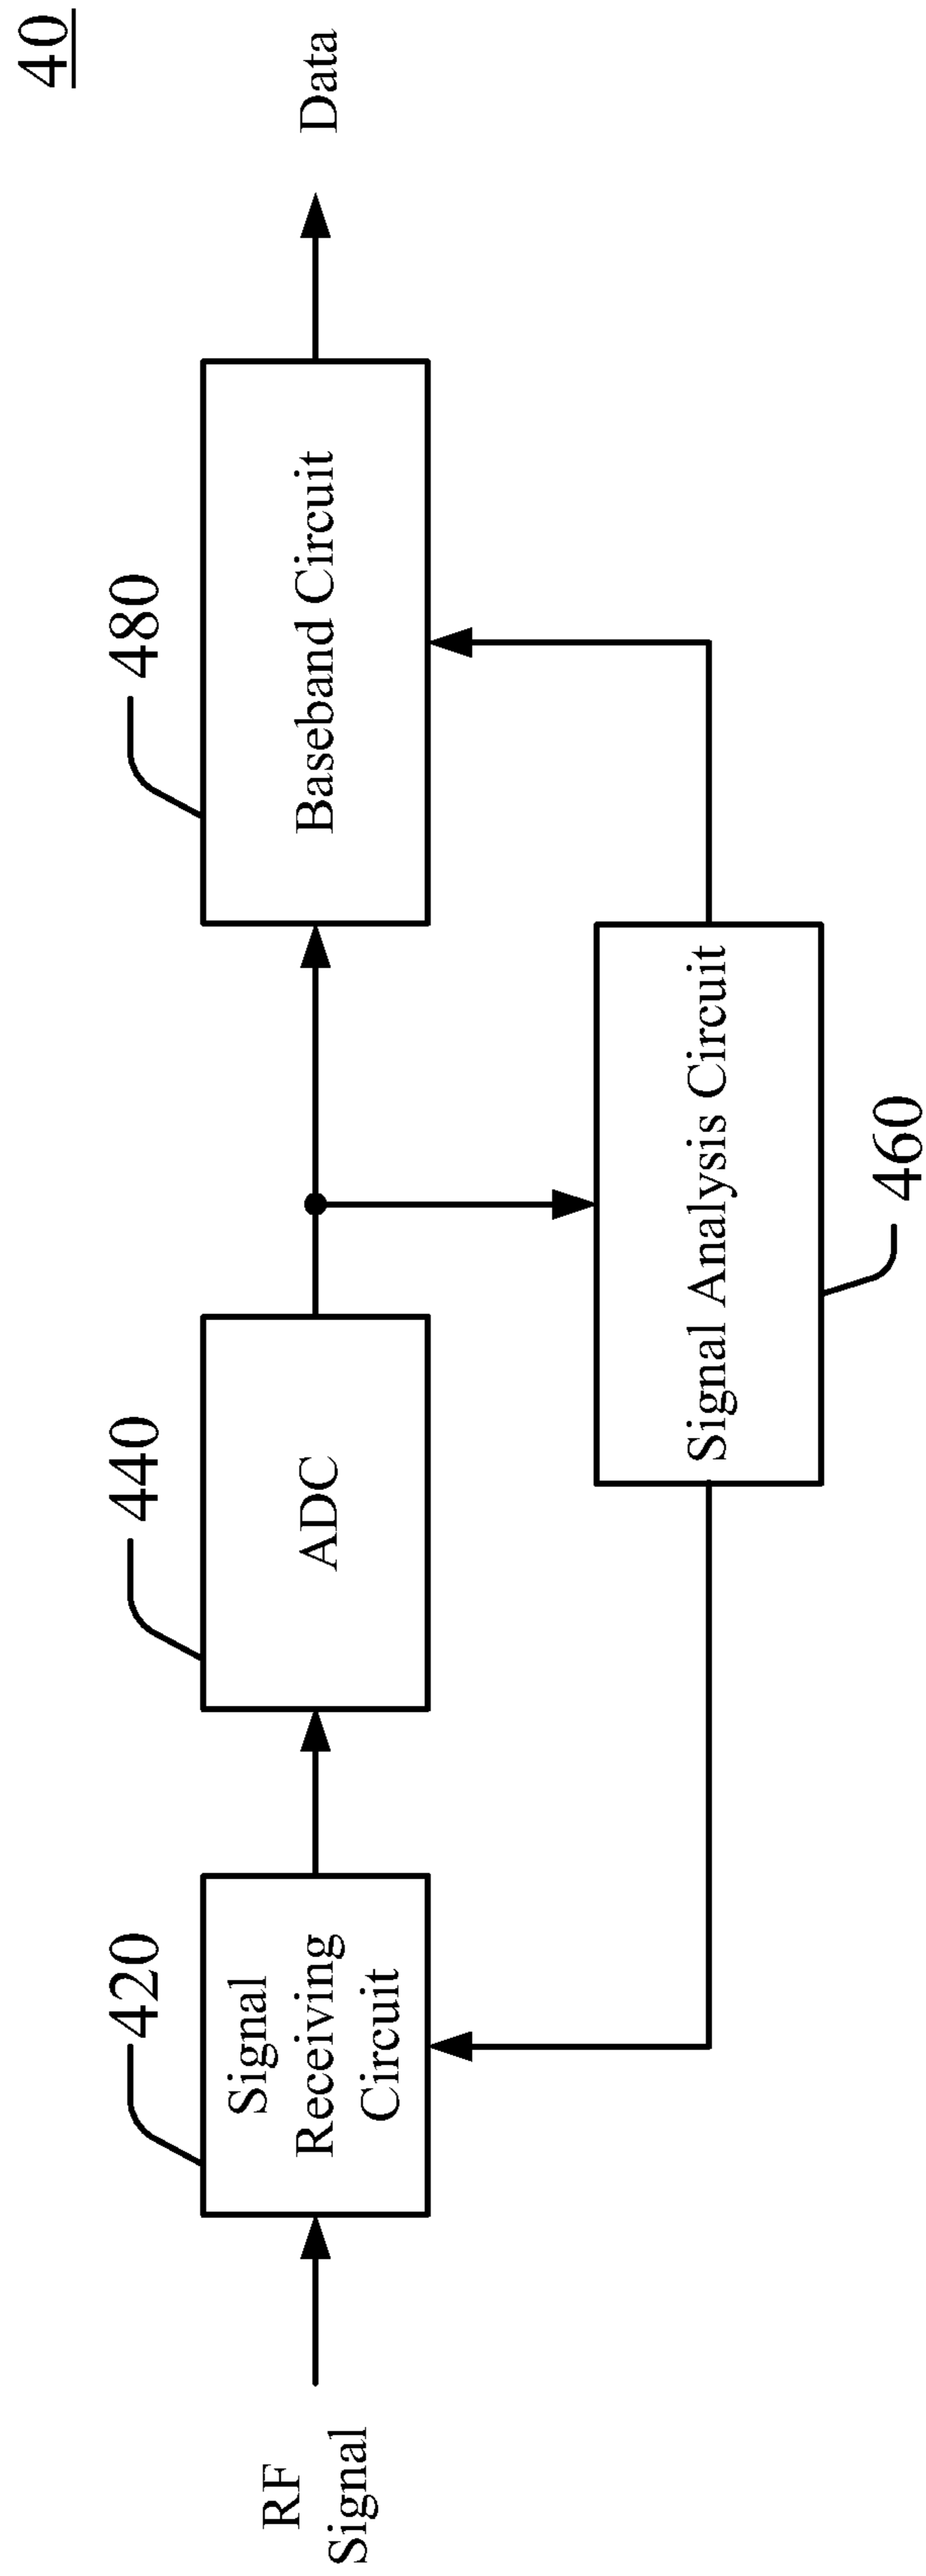 40
RF
Signal
420
Signal
Receiving
Circuit
440
ADC
480
Baseband Circuit
Data
Signal Analysis Circuit
460